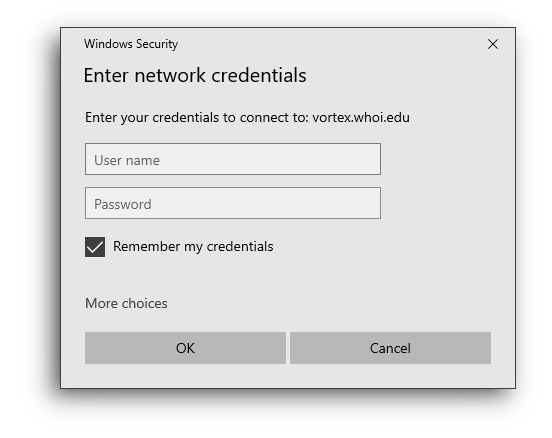 Windows Security
Enter network credentials
Enter your credentials to connect to: vortex.whoi.edu
User name
Password
Remember my credentials
More choices
OK
Cancel